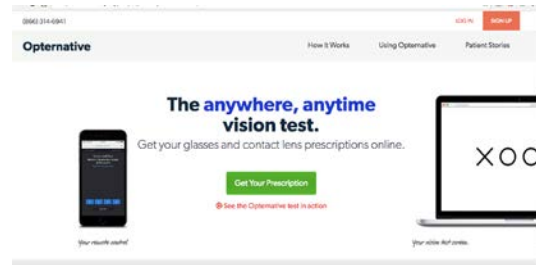 (866) 314-6941
LOG IN SIGN UP
Opternative How It Works Using Opternative Patient Stories
The anywhere, anytime
vision test.
Get your glasses and contact lens prescriptions online.
Get Your Prescription
See the Opternative test in action
XOC
Your remote control
Your vision test center.